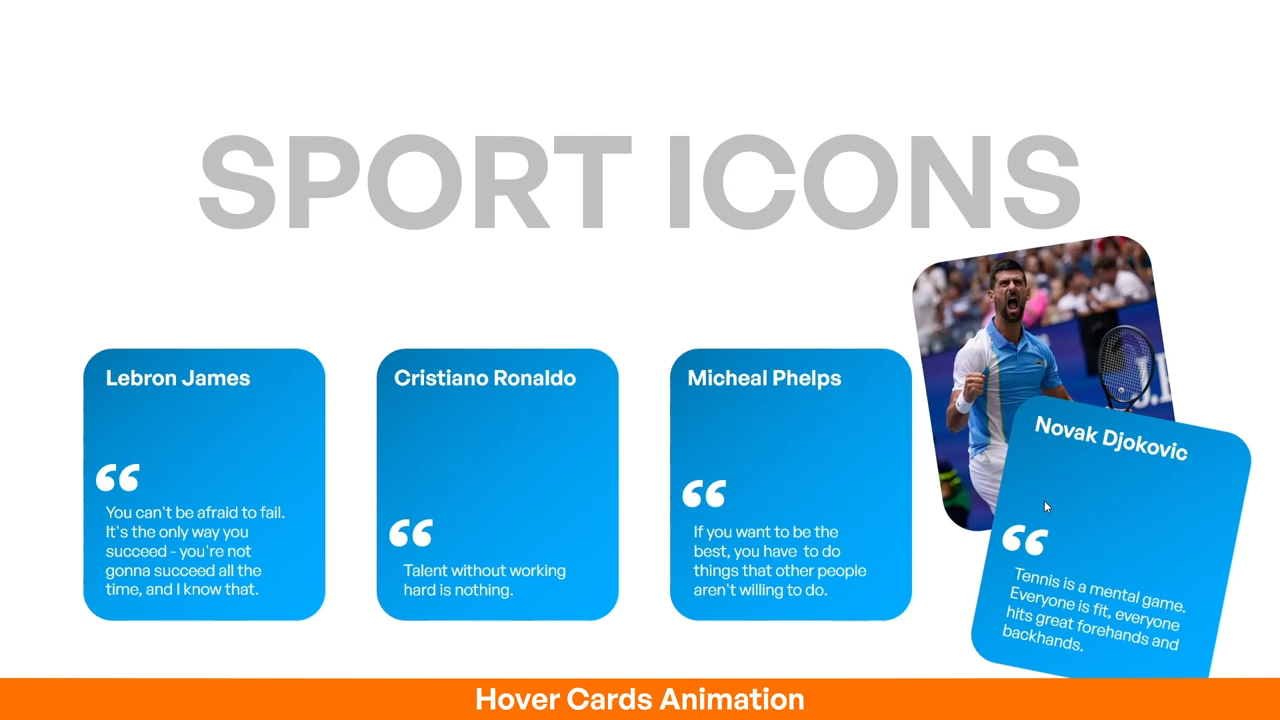 SPORT ICONS
Lebron James
“
You can't be afraid to fail.
It's the only way you
succeed - you're not
gonna succeed all the
time, and I know that.
Cristiano Ronaldo
“
Talent without working
hard is nothing.
Micheal Phelps
“
If you want to be the
best, you have to do
things that other people
aren't willing to do.
Novak Djokovic
“
Tennis is a mental game.
Everyone is fit, everyone
hits great forehands and
backhands.
Hover Cards Animation